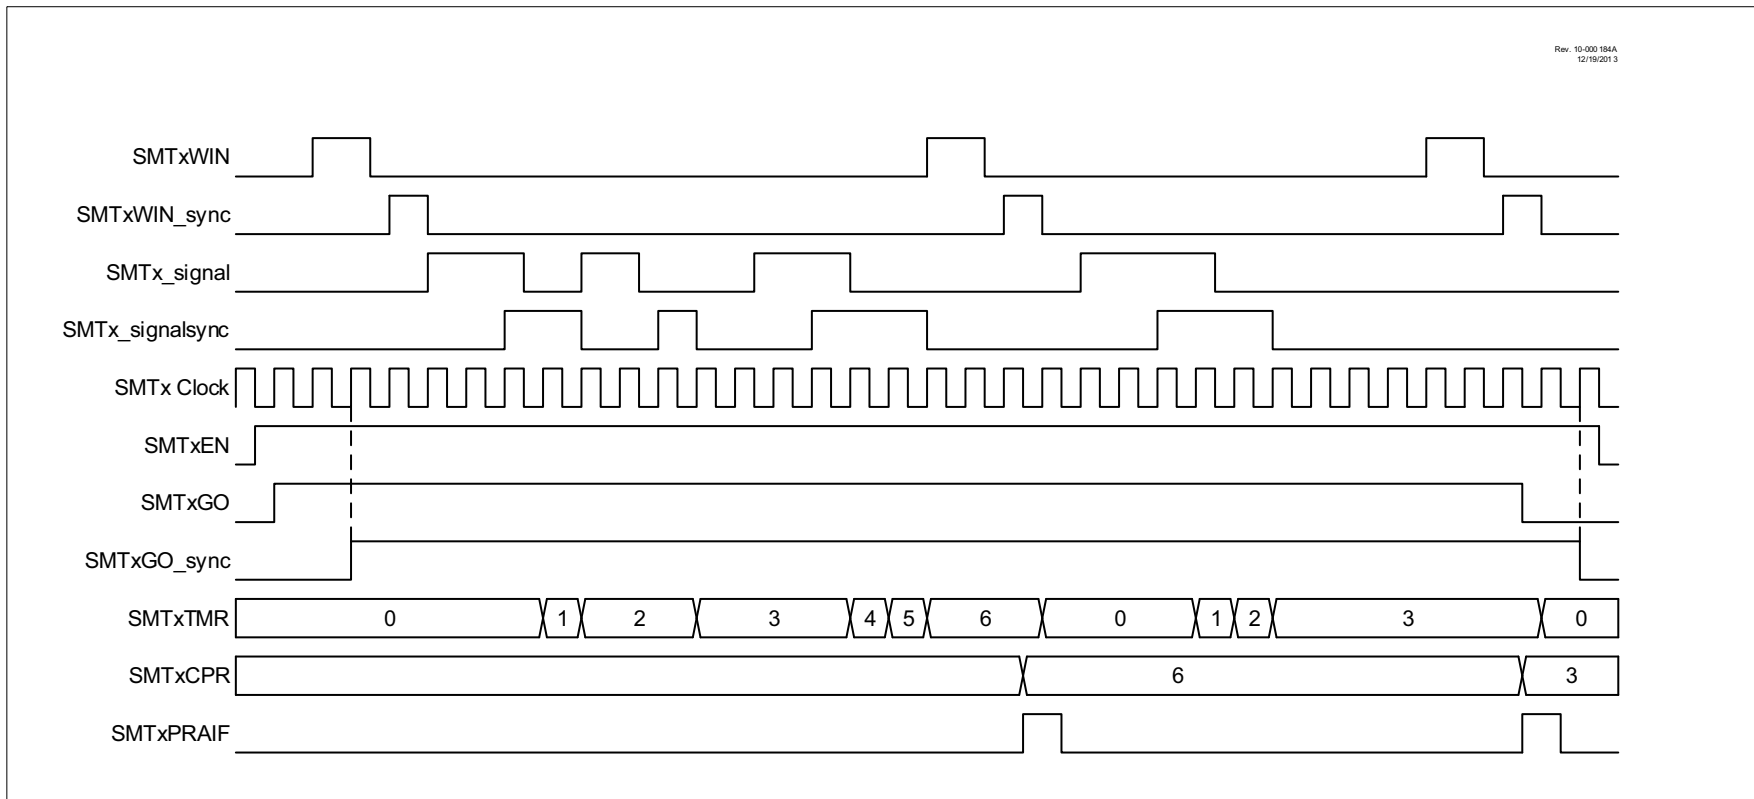 Rev. 10-000 184A
12/19/201 3
SMTxWIN
SMTxWIN_sync
SMTx_signal
SMTx_signalsync
SMTx Clock
SMTxEN
SMTxGO
SMTxGO_sync
SMTxTMR 0 1 2 3 4 5 6 0 1 2 3 0
SMTxCPR 6 3
SMTxPRAIF